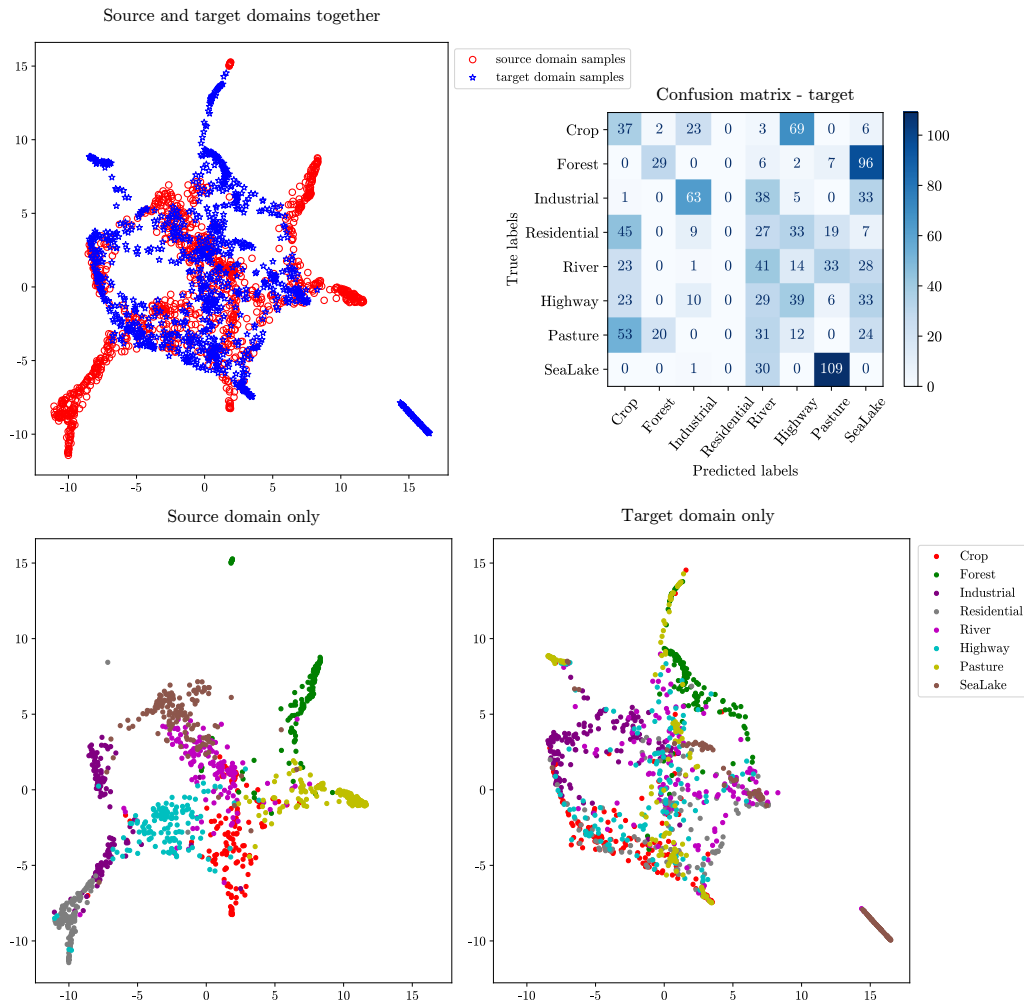 Source and target domains together
15
10
5
0
-5
-10
-10 -5 0 5 10 15
source domain samples
target domain samples
Confusion matrix - target
True labels
Crop 37 2 23 0 3 69 0 6
Forest 0 29 0 0 6 2 7 96
Industrial 1 0 63 0 38 5 0 33
Residential 45 0 9 0 27 33 19 7
River 23 0 1 0 41 14 33 28
Highway 23 0 10 0 29 39 6 33
Pasture 53 20 0 0 31 12 0 24
SeaLake 0 0 1 0 30 0 109 0
Crop Forest Industrial Residential River Highway Pasture SeaLake
Predicted labels
100
80
60
40
20
0
Source domain only
15
10
5
0
-5
-10
-10 -5 0 5 10 15
Target domain only
15
10
5
0
-5
-10
-10 -5 0 5 10 15
Crop
Forest
Industrial
Residential
River
Highway
Pasture
SeaLake